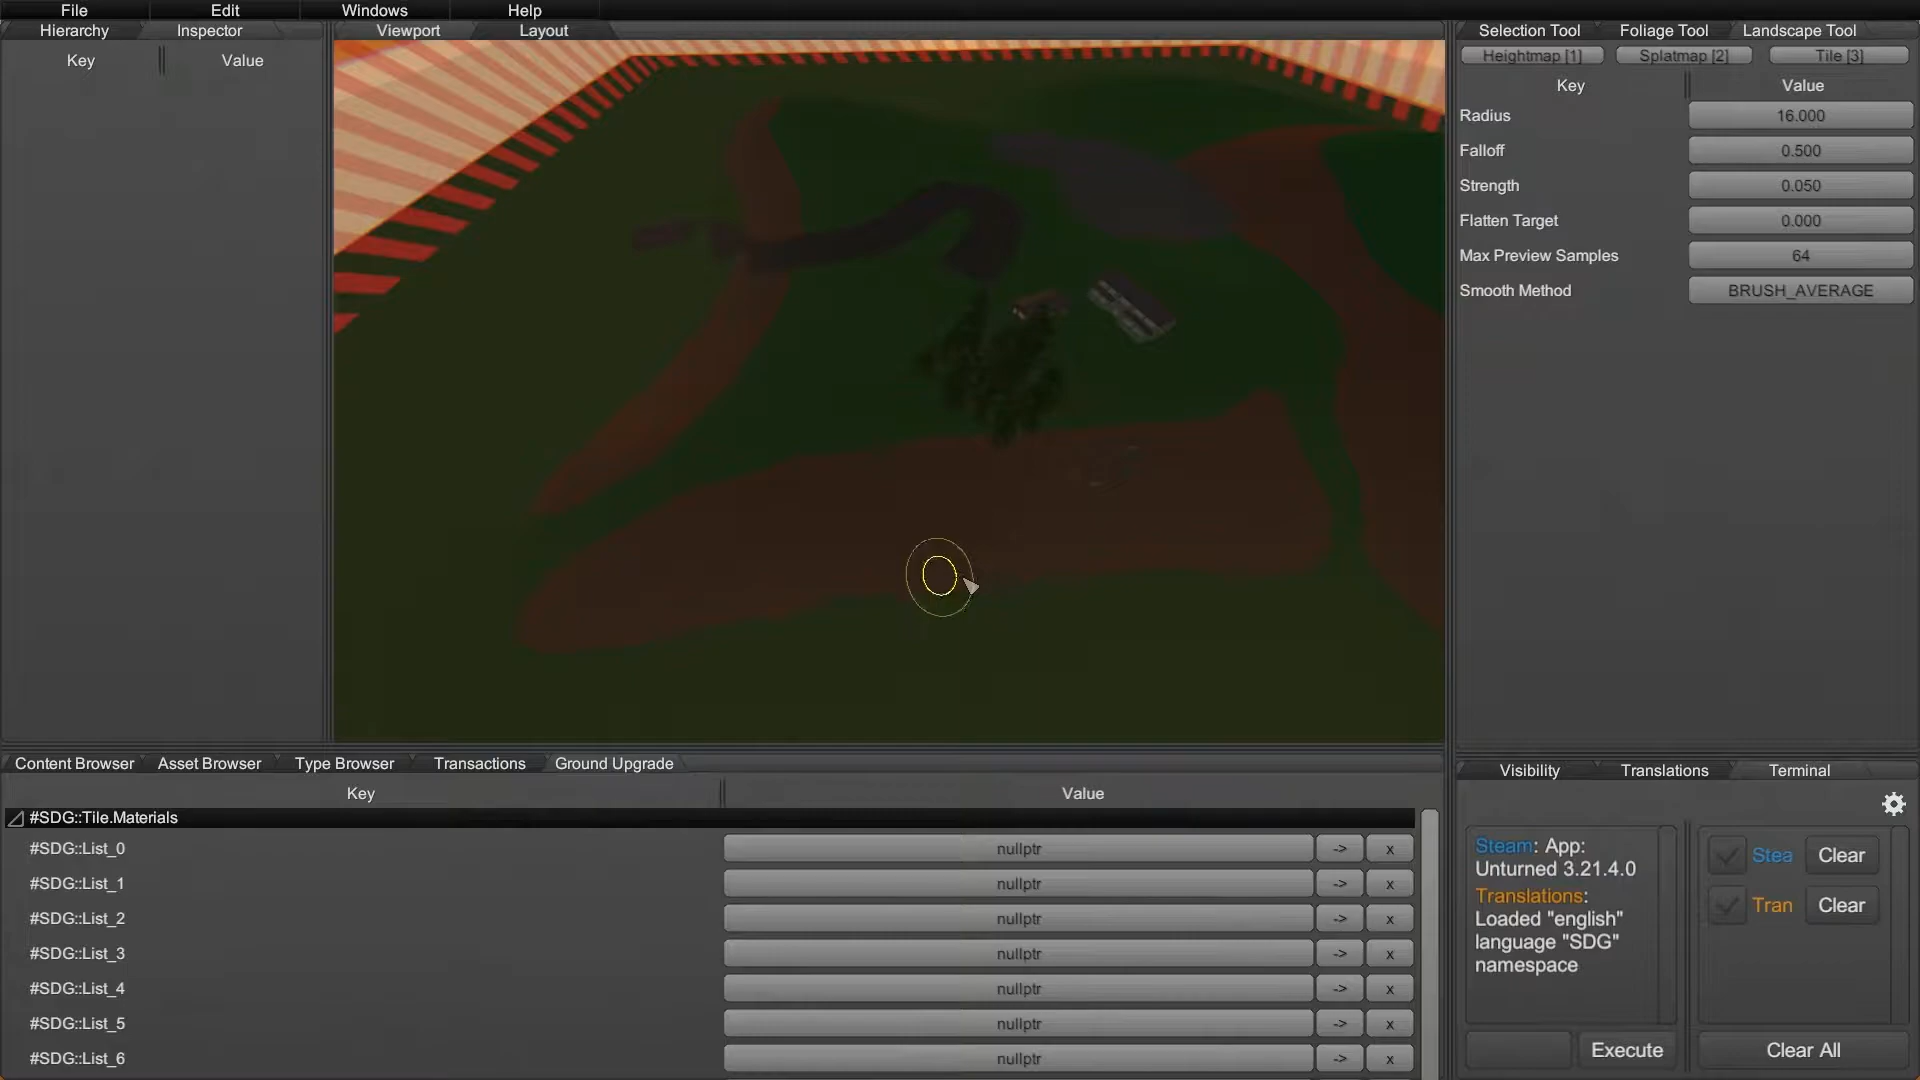 File Edit Windows Help
Hierarchy Inspector Viewport Layout Selection Tool Foliage Tool Landscape Tool
Heightmap [1] Splatmap [2] Tile [3]
Key Value
Key Value
Radius 16.000
Falloff 0.500
Strength 0.050
Flatten Target 0.000
Max Preview Samples 64
Smooth Method BRUSH_AVERAGE
Content Browser Asset Browser Type Browser Transactions Ground Upgrade
Key Value
#SDG::Tile.Materials
#SDG::List_0 nullptr -> x
#SDG::List_1 nullptr -> x
#SDG::List_2 nullptr -> x
#SDG::List_3 nullptr -> x
#SDG::List_4 nullptr -> x
#SDG::List_5 nullptr -> x
#SDG::List_6 nullptr -> x
Visibility Translations Terminal
Steam: App:
Unturned 3.21.4.0
Translations:
Loaded "english"
language "SDG"
namespace
Stea Clear
Tran Clear
Execute Clear All